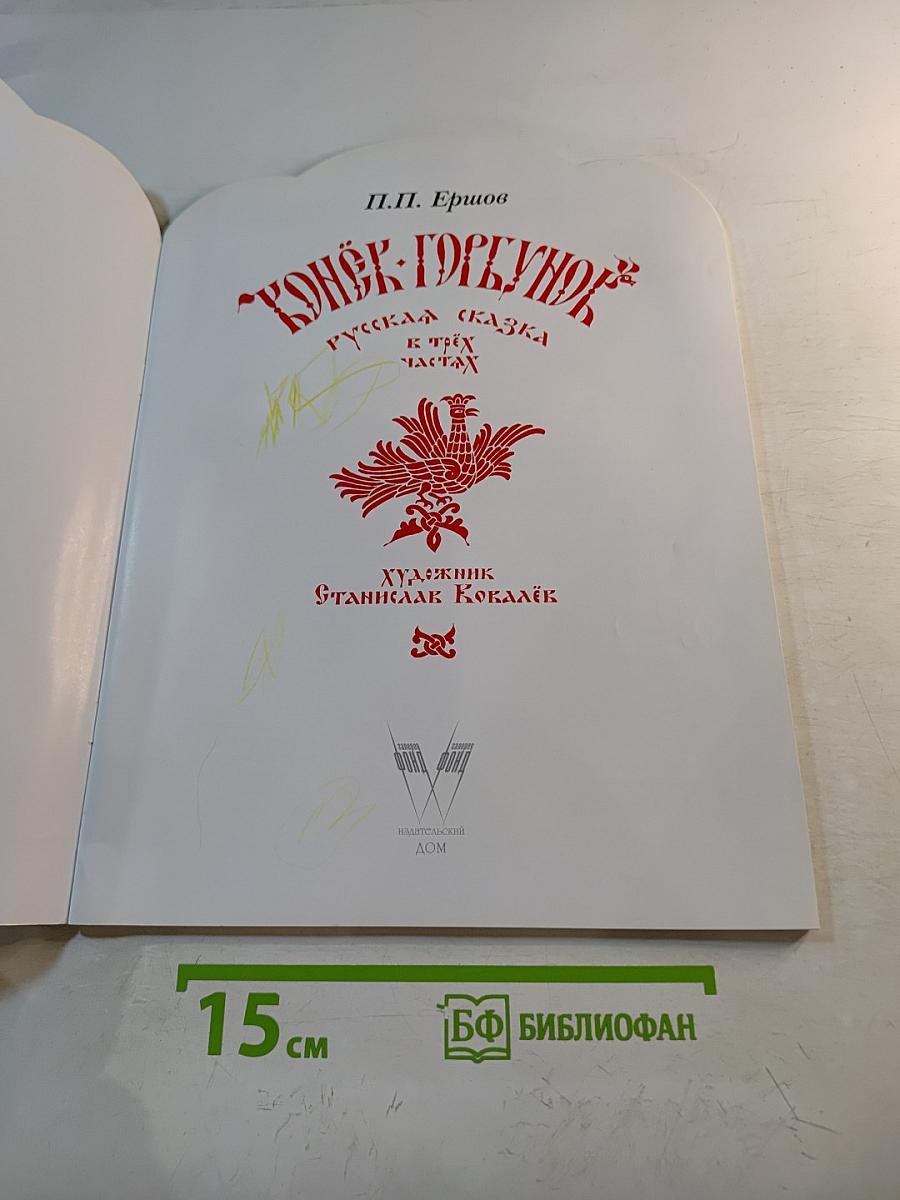 П.П. Ершов
КОНЁК-ГОРБУНОК
РУССКАЯ СКАЗКА
В ТРЁХ
ЧАСТЯХ
ХУДОЖНИК
СТАНИСЛАВ КОВАЛЁВ
ФОНД ФОНД
ИЗДАТЕЛЬСКИЙ
ДОМ
15 см
БФ БИБЛИОФАН